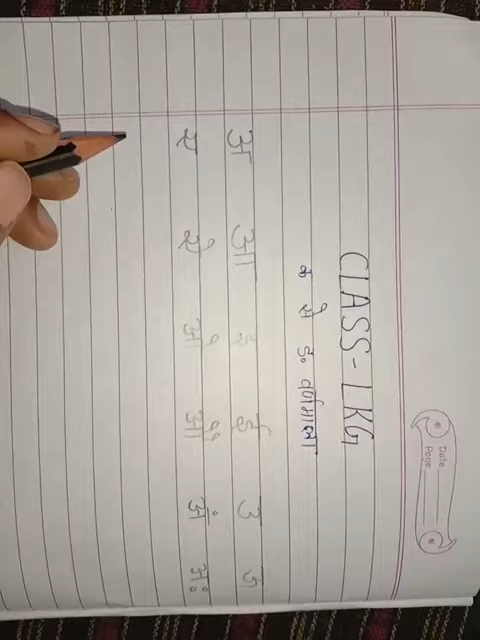 Date
Page
CLASS-LKG
क से ङ वर्णमाला
अ आ इ ई उ ऊ
ए ऐ ओ औ अं अः